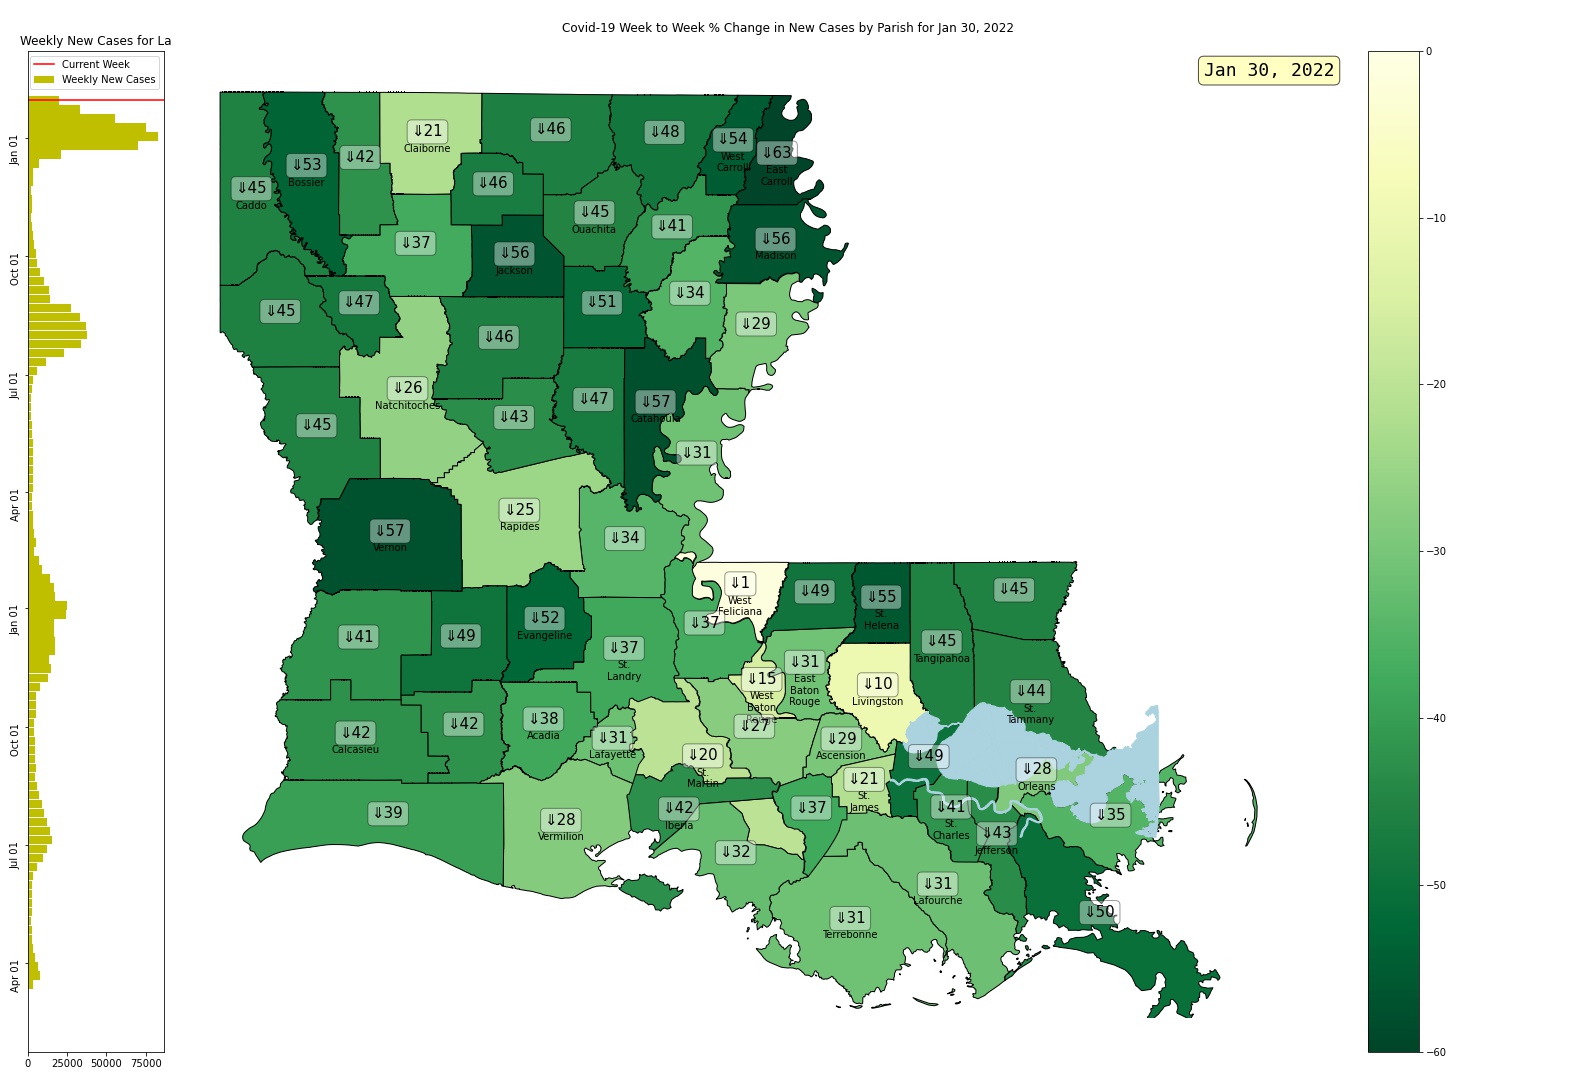 Covid-19 Week to Week % Change in New Cases by Parish for Jan 30, 2022
Weekly New Cases for La
Current Week
Weekly New Cases
Jan 01
Oct 01
Jul 01
Apr 01
Jan 01
Oct 01
Jul 01
Apr 01
0 25000 50000 75000
Jan 30, 2022
⇓45
Caddo
⇓53
Bossier
⇓42
⇓21
Claiborne
⇓46
⇓46
⇓48
⇓54
West
Carroll
⇓63
East
Carroll
⇓37
⇓56
Jackson
⇓45
Ouachita
⇓41
⇓56
Madison
⇓45
⇓47
⇓46
⇓51
⇓34
⇓29
⇓45
⇓26
Natchitoches
⇓43
⇓47
⇓57
Catahoula
⇓31
⇓57
Vernon
⇓25
Rapides
⇓34
⇓1
West
Feliciana
⇓49
⇓55
St.
Helena
⇓45
Tangipahoa
⇓45
⇓41
⇓49
⇓52
Evangeline
⇓37
St.
Landry
⇓37
⇓15
West
Baton
Rouge
⇓31
East
Baton
Rouge
⇓10
Livingston
⇓44
St.
Tammany
⇓42
Calcasieu
⇓42
⇓38
Acadia
⇓31
Lafayette
⇓20
St.
Martin
⇓27
⇓29
Ascension
⇓49
⇓28
Orleans
⇓39
⇓28
Vermilion
⇓42
Iberia
⇓37
⇓21
St.
James
⇓41
St.
Charles
⇓43
Jefferson
⇓35
⇓32
⇓31
Terrebonne
⇓31
Lafourche
⇓50
0
−10
−20
−30
−40
−50
−60